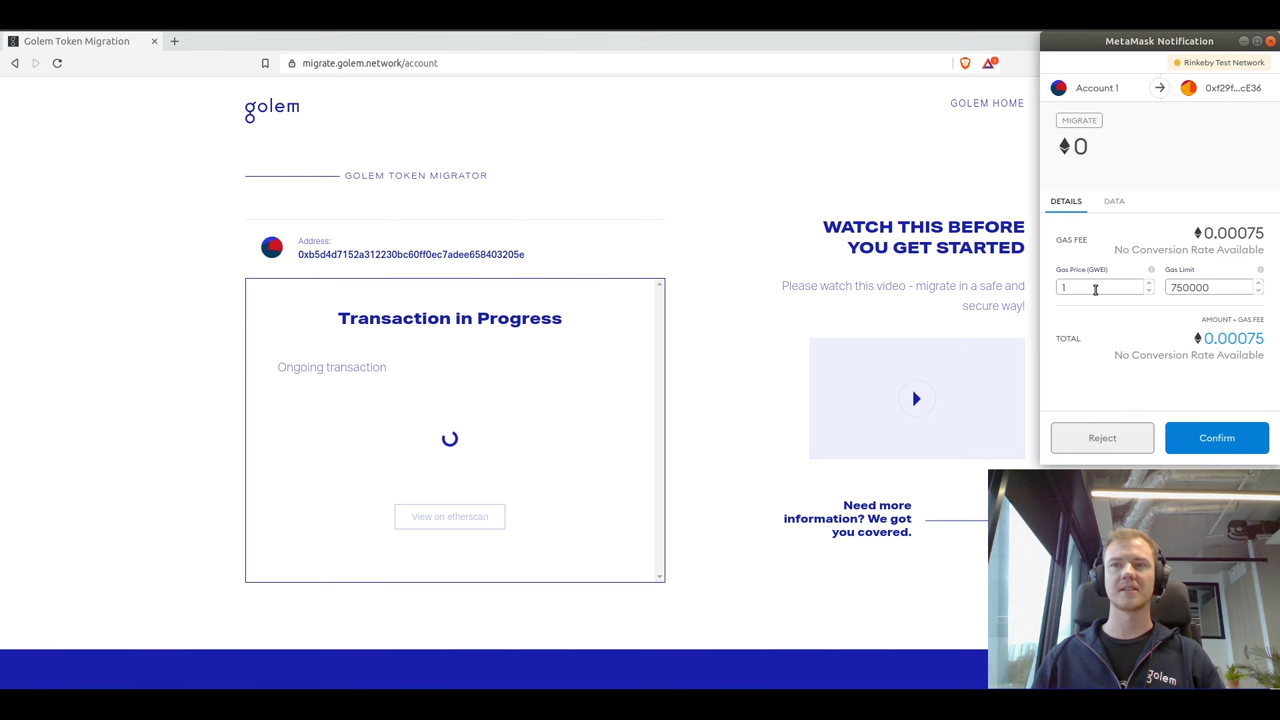 Golem Token Migration
migrate.golem.network/account
golem
GOLEM HOME
GOLEM TOKEN MIGRATOR
Address:
0xb5d4d7152a312230bc60ff0ec7adee658403205e
Transaction in Progress
Ongoing transaction
View on etherscan
WATCH THIS BEFORE
YOU GET STARTED
Please watch this video - migrate in a safe and
secure way!
Need more
information? We got
you covered.
MetaMask Notification
Rinkeby Test Network
Account 1
0xf29f...cE36
MIGRATE
0
DETAILS
DATA
GAS FEE
0.00075
No Conversion Rate Available
Gas Price (GWEI)
Gas Limit
1
750000
AMOUNT + GAS FEE
TOTAL
0.00075
No Conversion Rate Available
Reject
Confirm
golem